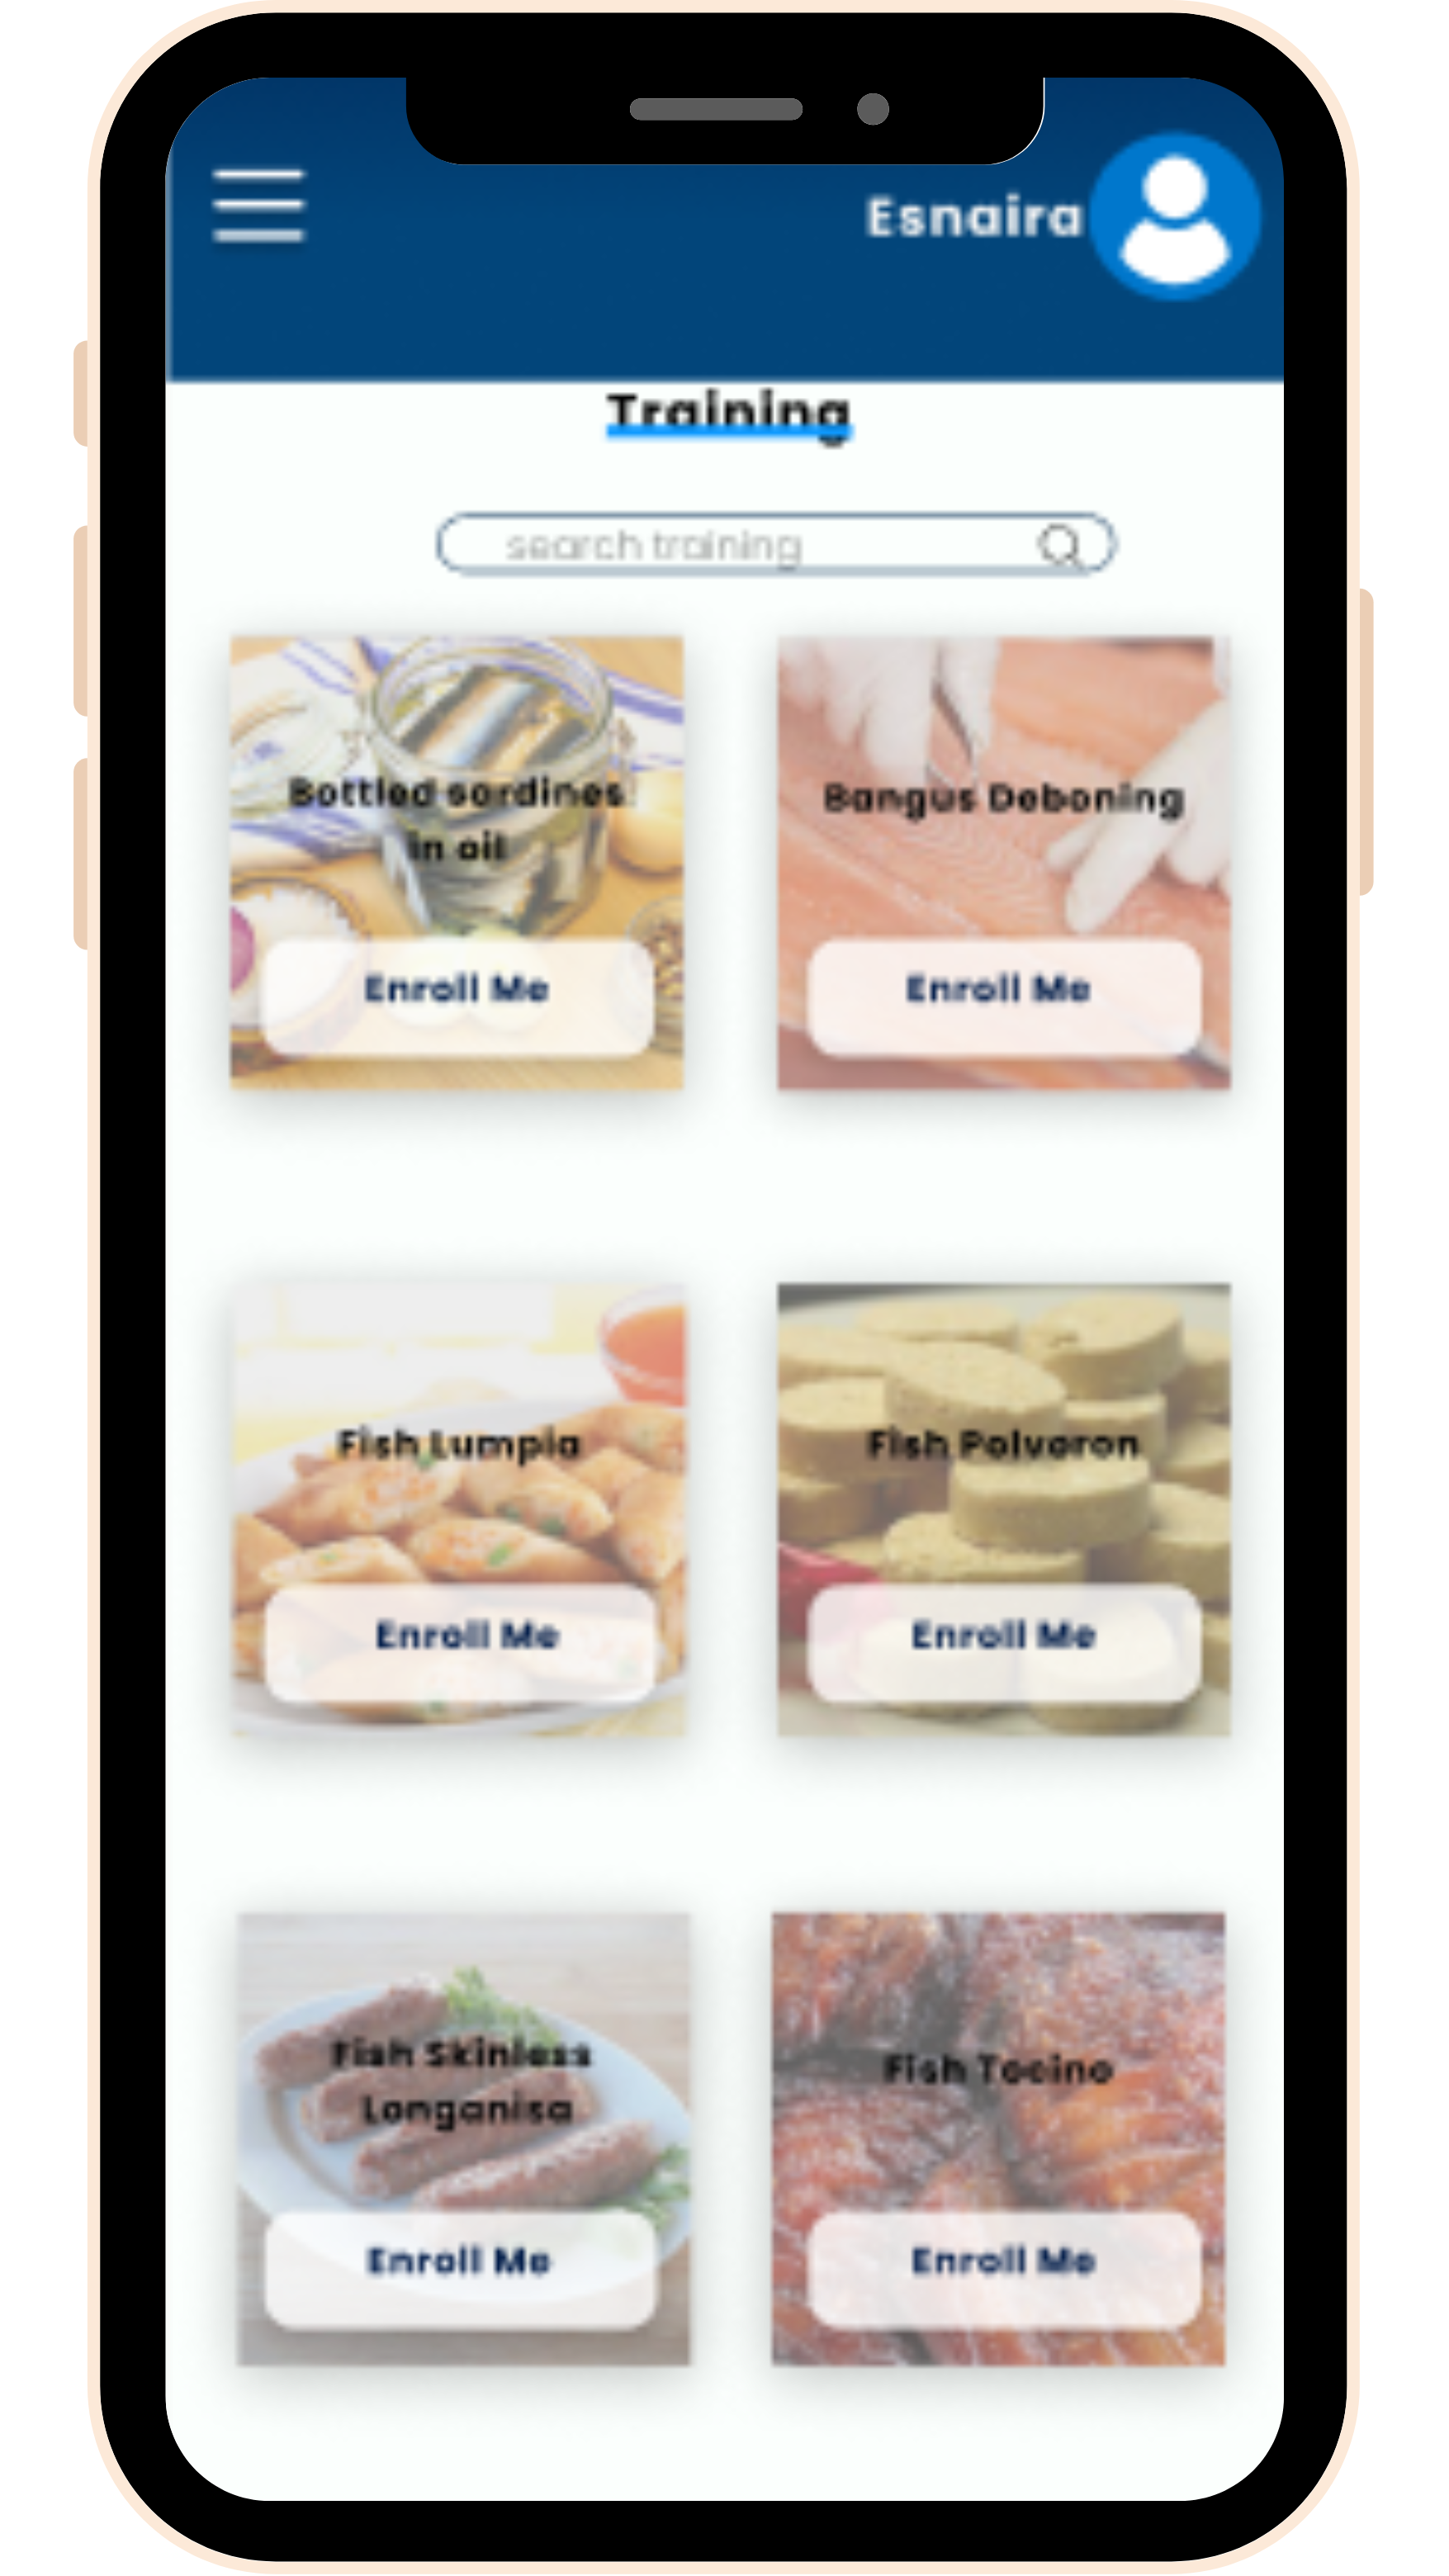 Esnaira
Training
search training
Bottled sardines
in oil
Bangus Deboning
Enroll Me
Enroll Me
Fish Lumpia
Fish Polvoron
Enroll Me
Enroll Me
Fish Skinless
Longanisa
Fish Tocino
Enroll Me
Enroll Me